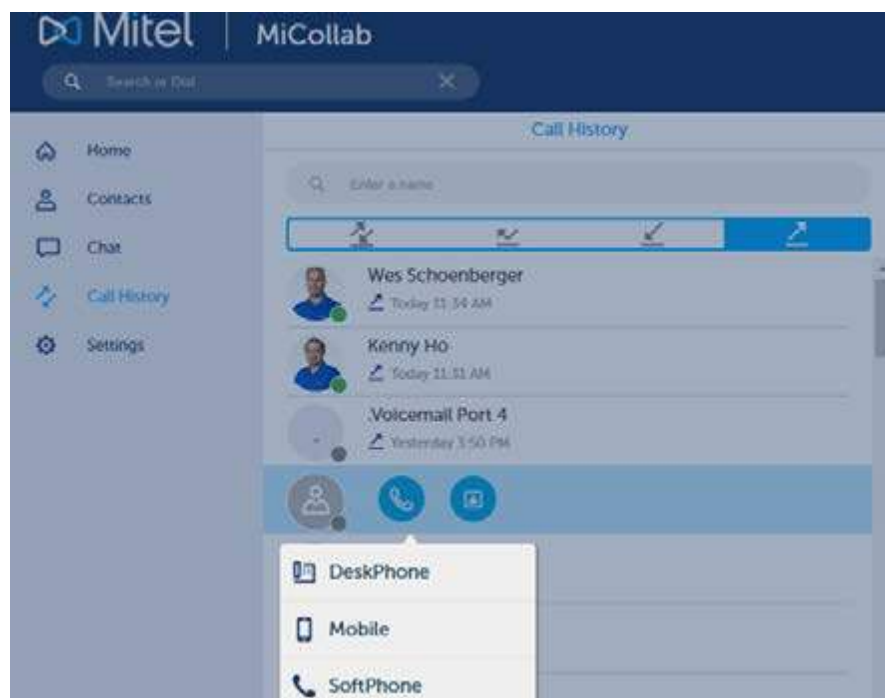 Mitel | MiCollab
Search or Dial
Call History
Home
Enter a name
Contacts
Chat
Wes Schoenberger
Today 11:34 AM
Call History
Settings
Kenny Ho
Today 11:31 AM
.Voicemail Port 4
Yesterday 3:50 PM
DeskPhone
Mobile
SoftPhone